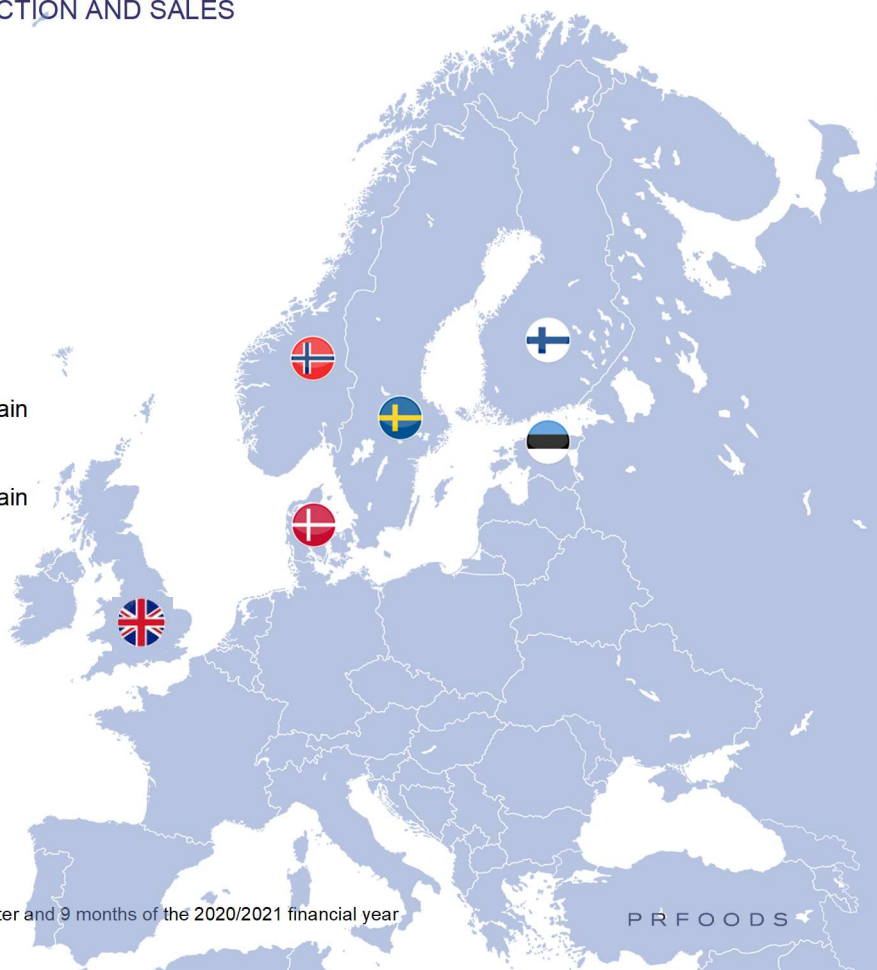 CTION AND SALES
ain
ain
ter and 9 months of the 2020/2021 financial year
PRFOODS